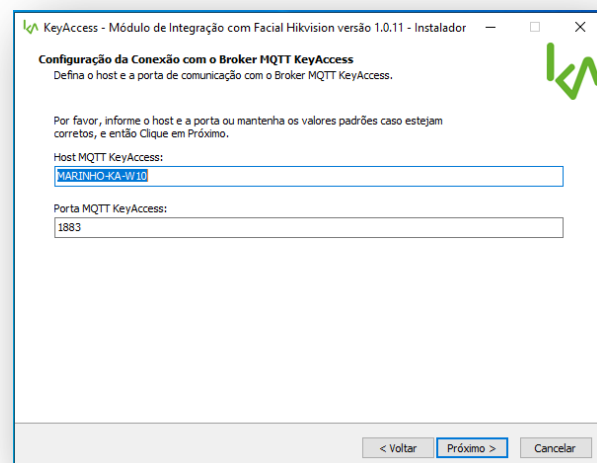 KeyAccess - Módulo de Integração com Facial Hikvision versão 1.0.11 - Instalador
Configuração da Conexão com o Broker MQTT KeyAccess
Defina o host e a porta de comunicação com o Broker MQTT KeyAccess.
Por favor, informe o host e a porta ou mantenha os valores padrões caso estejam
corretos, e então Clique em Próximo.
Host MQTT KeyAccess:
MARINHO-KA-W10
Porta MQTT KeyAccess:
1883
< Voltar
Próximo >
Cancelar